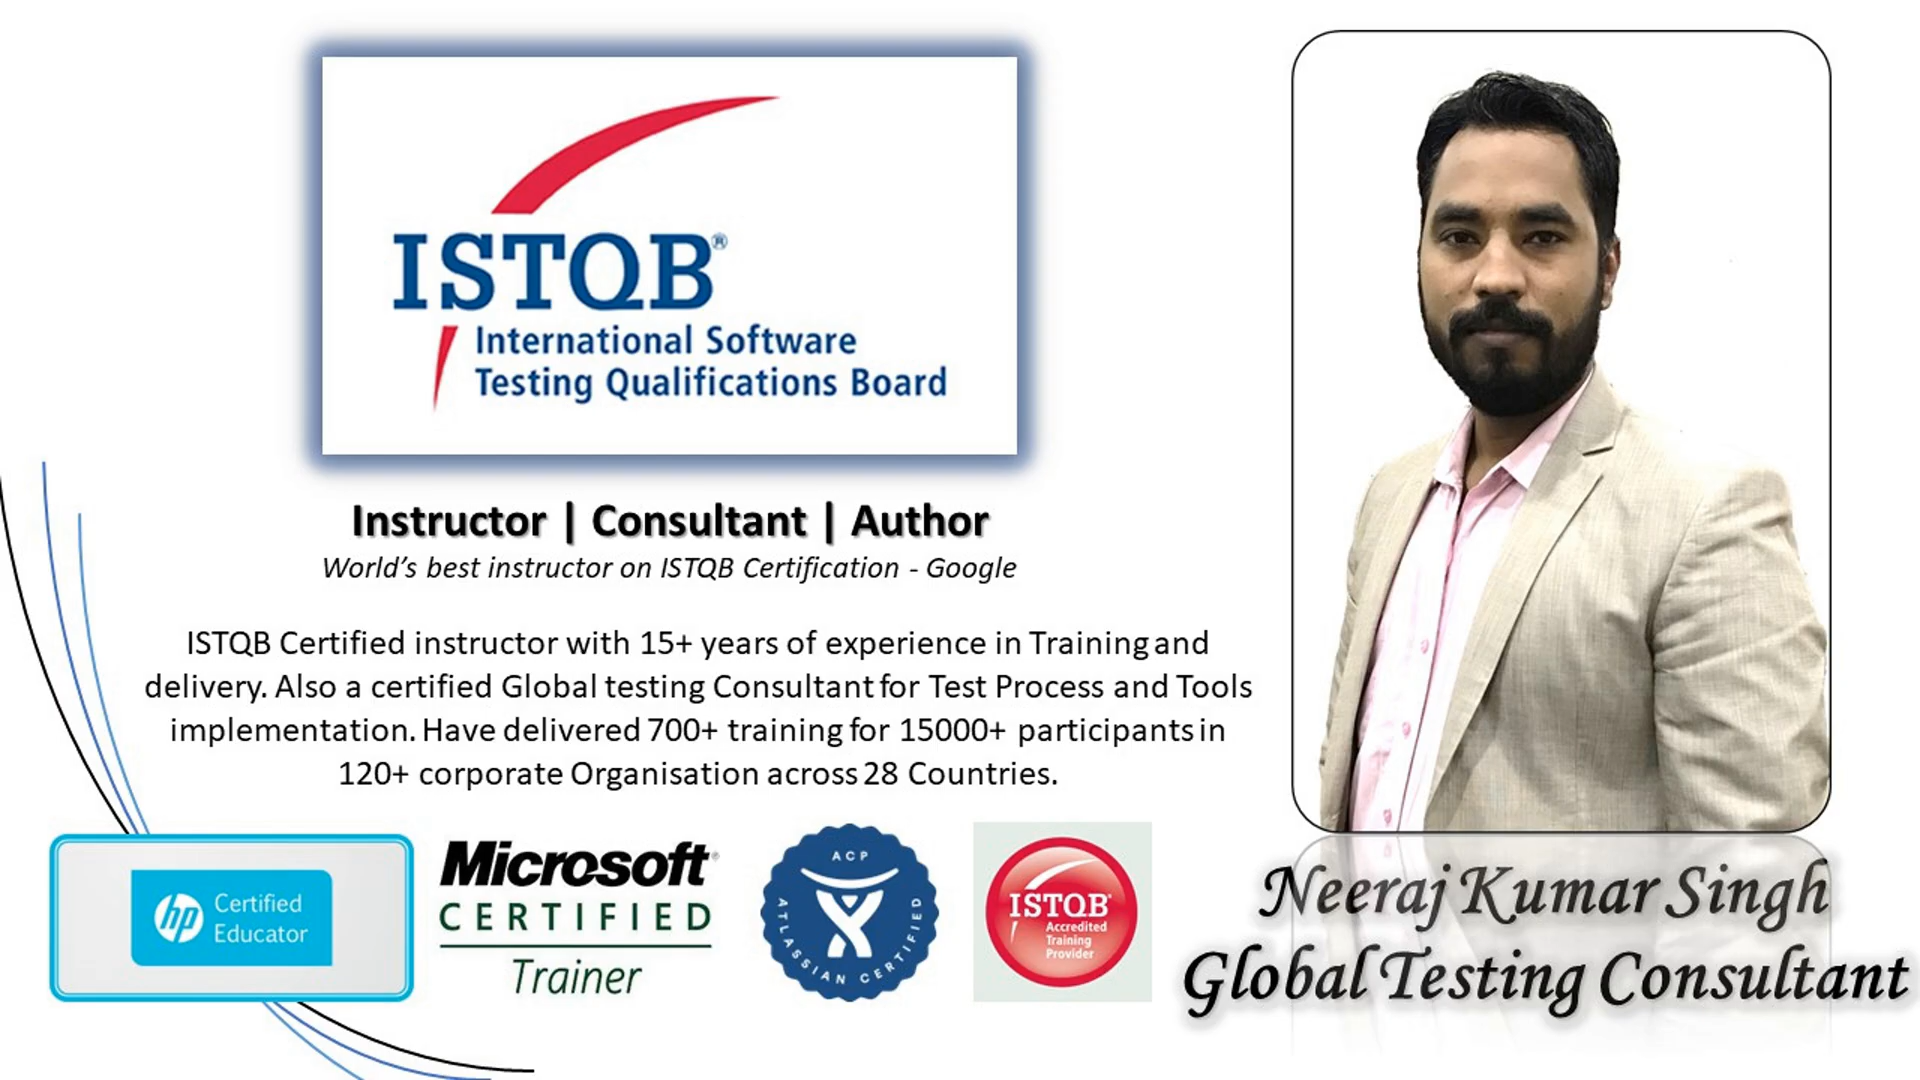 ISTQB®
International Software
Testing Qualifications Board
Instructor | Consultant | Author
World's best instructor on ISTQB Certification - Google
ISTQB Certified instructor with 15+ years of experience in Training and
delivery. Also a certified Global testing Consultant for Test Process and Tools
implementation. Have delivered 700+ training for 15000+ participants in
120+ corporate Organisation across 28 Countries.
hp Certified
Educator
Microsoft®
CERTIFIED
Trainer
ACP
ATLASSIAN CERTIFIED
ISTQB®
Accredited
Training
Provider
Neeraj Kumar Singh
Global Testing Consultant